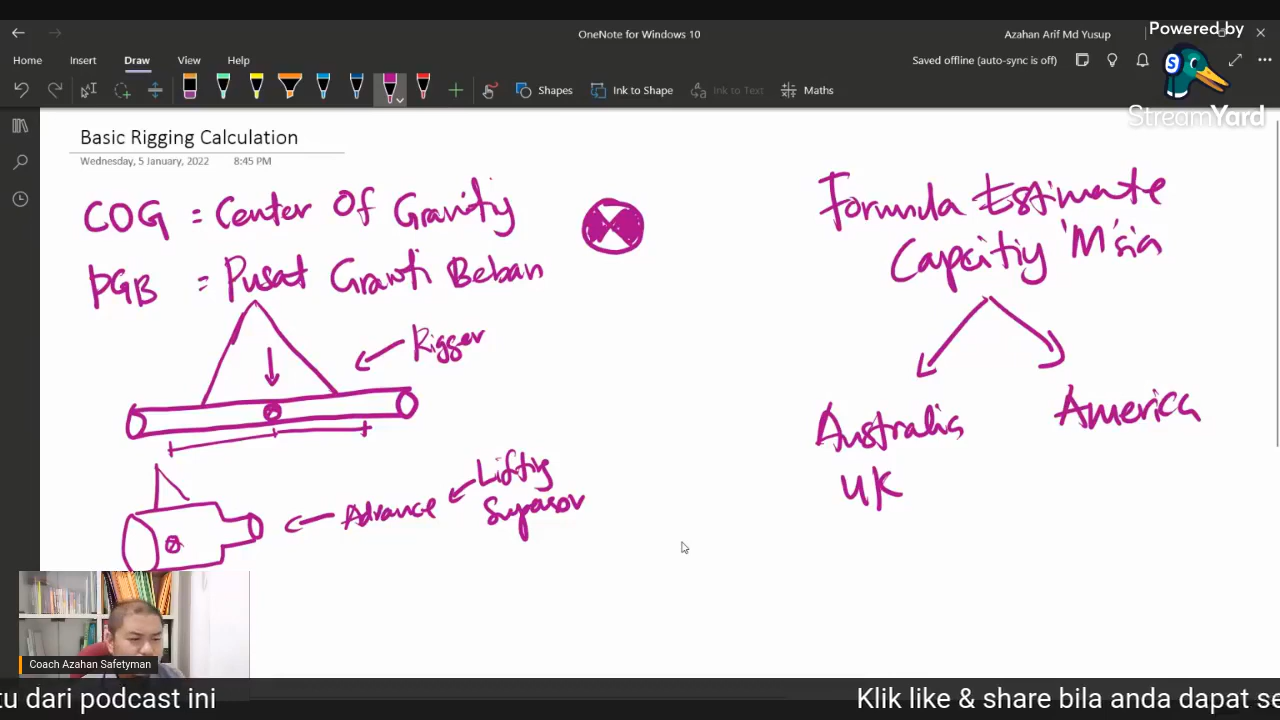 OneNote for Windows 10
Azahan Arif Md Yusup
Powered by
Home Insert Draw View Help
Saved offline (auto-sync is off)
Shapes Ink to Shape Ink to Text Maths
StreamYard
Basic Rigging Calculation
Wednesday, 5 January, 2022 8:45 PM
COG = Center Of Gravity
PGB = Pusat Graviti Beban
Rigger
Advance
Lifting
Formula Estimate
Capcitiy 'M'sia
Australia
UK
America
Coach Azahan Safetyman
tu dari podcast ini
Klik like & share bila anda dapat se